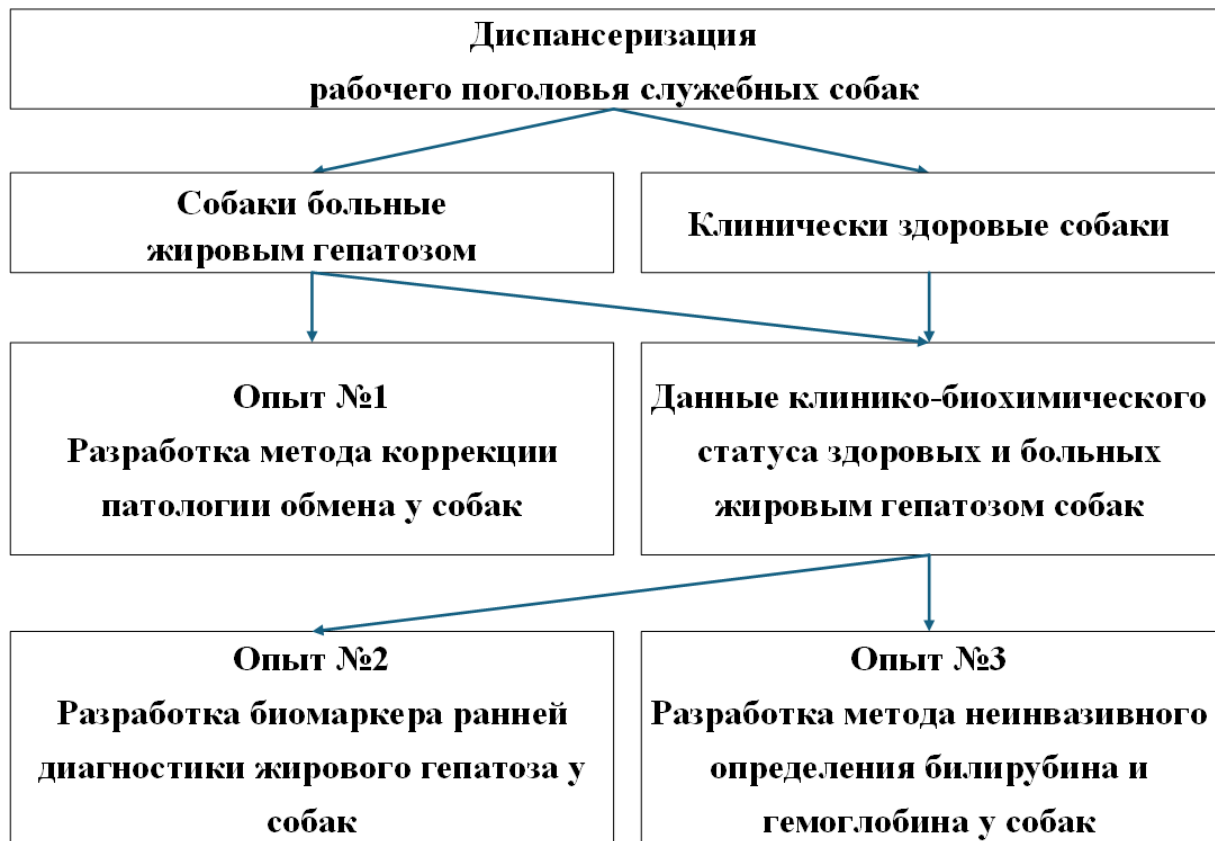 Диспансеризация
рабочего поголовья служебных собак
Собаки больные
жировым гепатозом
Клинически здоровые собаки
Опыт №1
Разработка метода коррекции
патологии обмена у собак
Данные клинико-биохимического
статуса здоровых и больных
жировым гепатозом собак
Опыт №2
Разработка биомаркера ранней
диагностики жирового гепатоза у
собак
Опыт №3
Разработка метода неинвазивного
определения билирубина и
гемоглобина у собак